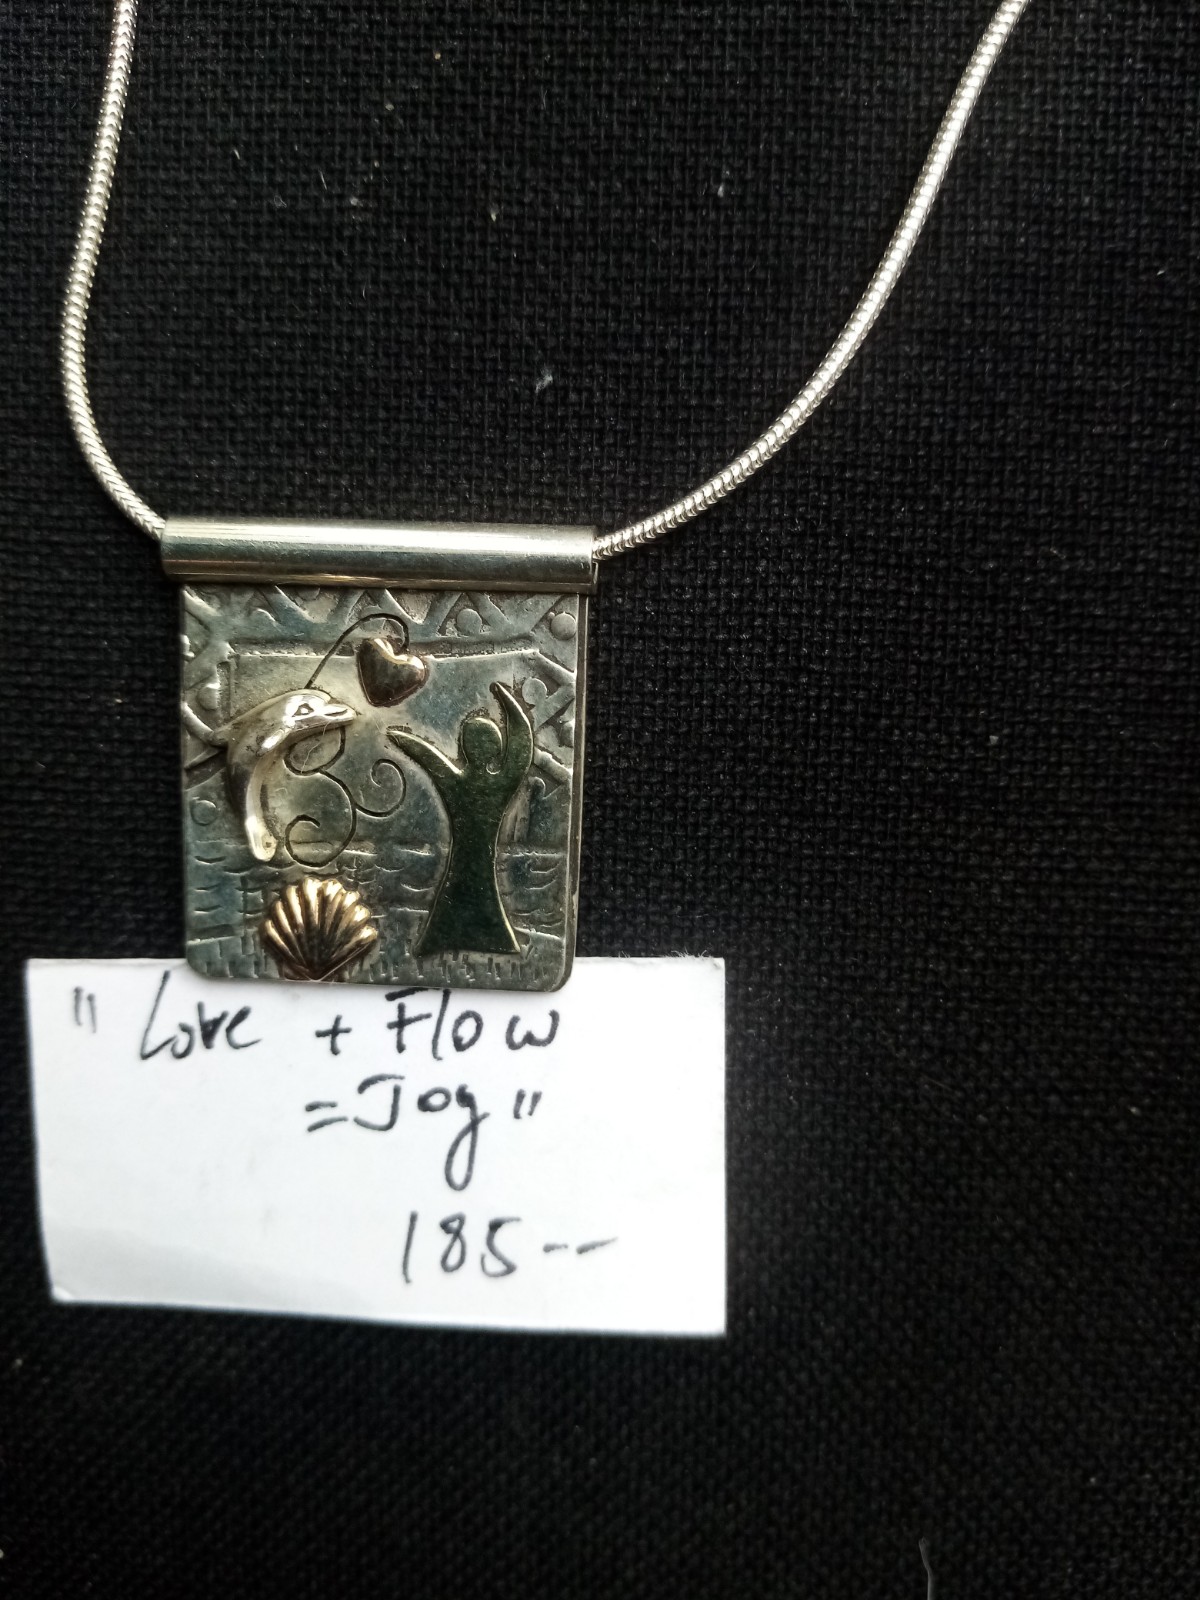 " Love + Flow
= Joy "
185--